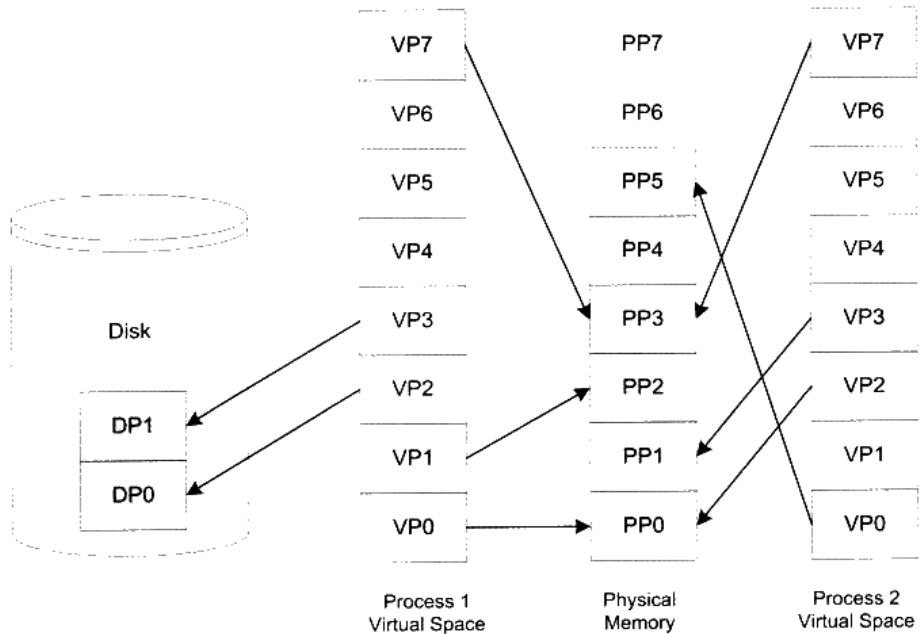 VP7 PP7 VP7
VP6 PP6 VP6
VP5 PP5 VP5
VP4 PP4 VP4
Disk VP3 PP3 VP3
VP2 PP2 VP2
DP1
VP1 PP1 VP1
DP0
VP0 PP0 VP0
Process 1 Physical Process 2
Virtual Space Memory Virtual Space